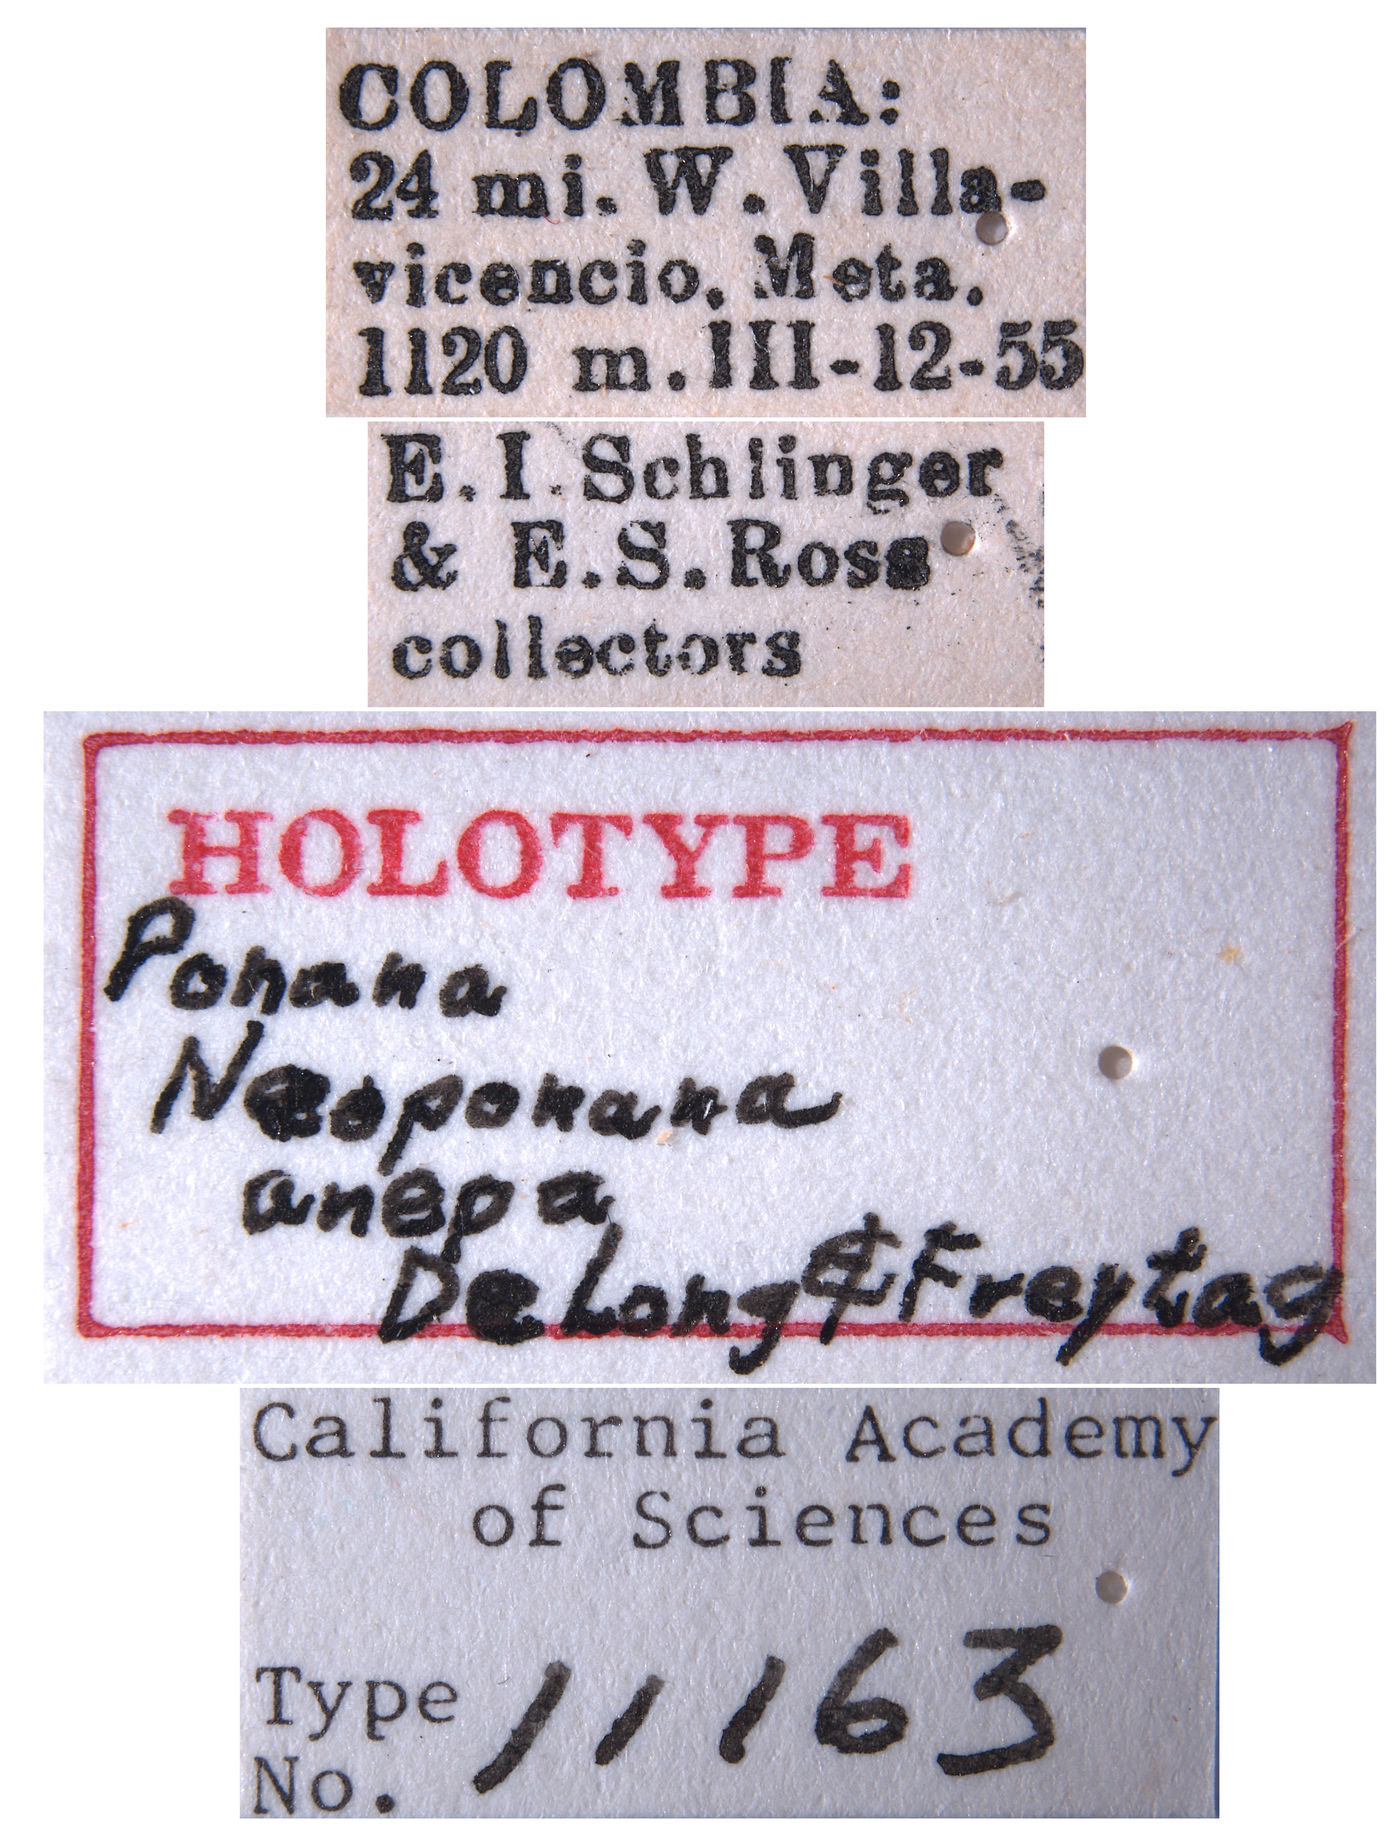 COLOMBIA:
24 mi. W. Villa-
vicencio, Meta.
1120 m. III-12-55
E. I. Schlinger
& E. S. Ross
collectors
HOLOTYPE
Ponana
Neoponana
anepa
DeLong & Freytag
California Academy
of Sciences
Type
No. 11163